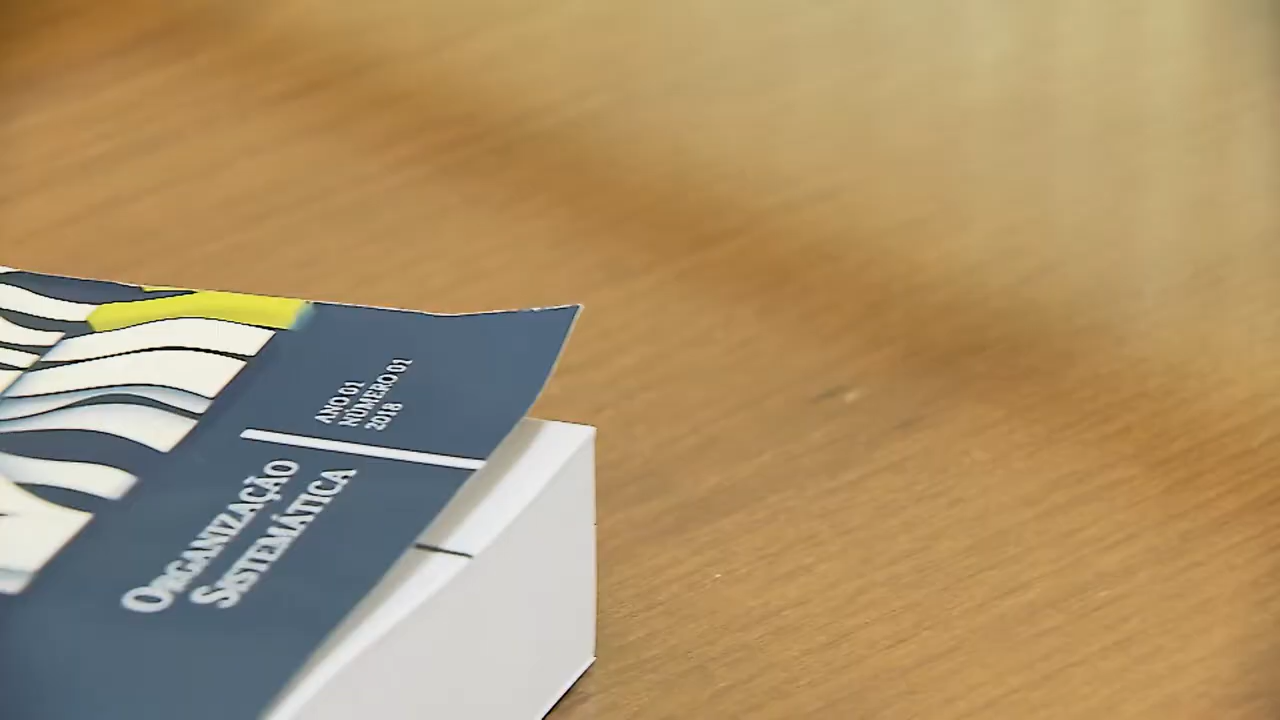 ANO 01
NÚMERO 01
2018
ORGANIZAÇÃO
SISTEMÁTICA